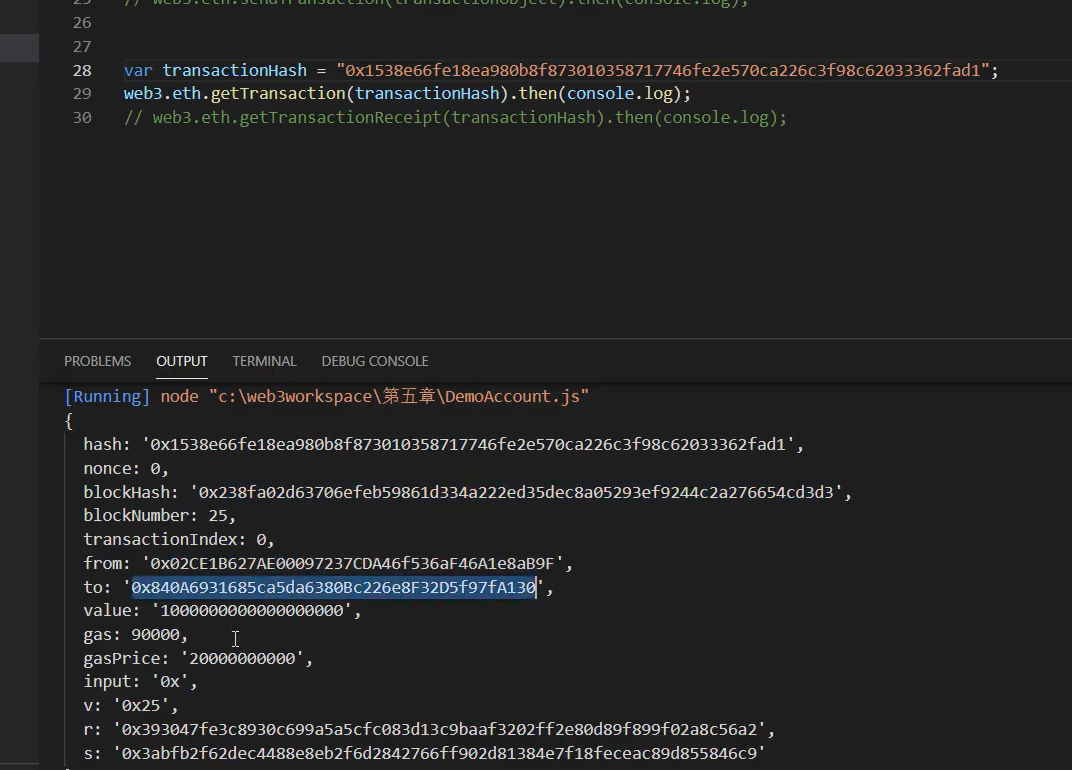 25 // web3.eth.sendTransaction(transactionObject).then(console.log);
26
27
28 var transactionHash = "0x1538e66fe18ea980b8f873010358717746fe2e570ca226c3f98c62033362fad1";
29 web3.eth.getTransaction(transactionHash).then(console.log);
30 // web3.eth.getTransactionReceipt(transactionHash).then(console.log);
PROBLEMS OUTPUT TERMINAL DEBUG CONSOLE
[Running] node "c:\web3workspace\第五章\DemoAccount.js"
{
hash: '0x1538e66fe18ea980b8f873010358717746fe2e570ca226c3f98c62033362fad1',
nonce: 0,
blockHash: '0x238fa02d63706efeb59861d334a222ed35dec8a05293ef9244c2a276654cd3d3',
blockNumber: 25,
transactionIndex: 0,
from: '0x02CE1B627AE00097237CDA46f536aF46A1e8aB9F',
to: '0x840A6931685ca5da6380Bc226e8F32D5f97fA130',
value: '1000000000000000000',
gas: 90000,
gasPrice: '20000000000',
input: '0x',
v: '0x25',
r: '0x393047fe3c8930c699a5a5cfc083d13c9baaf3202ff2e80d89f899f02a8c56a2',
s: '0x3abfb2f62dec4488e8eb2f6d2842766ff902d81384e7f18feceac89d855846c9'